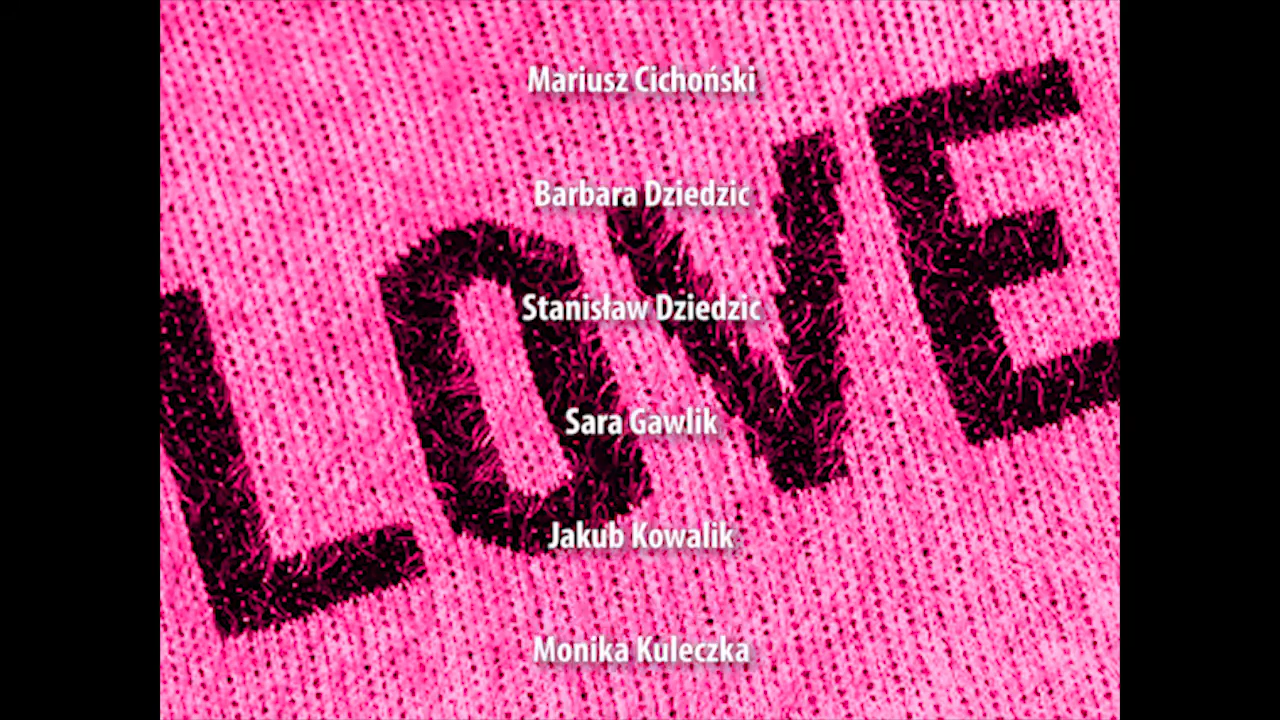 Mariusz Cichoński
Barbara Dziedzic
Stanisław Dziedzic
Sara Gawlik
Jakub Kowalik
Monika Kuleczka
LOVE